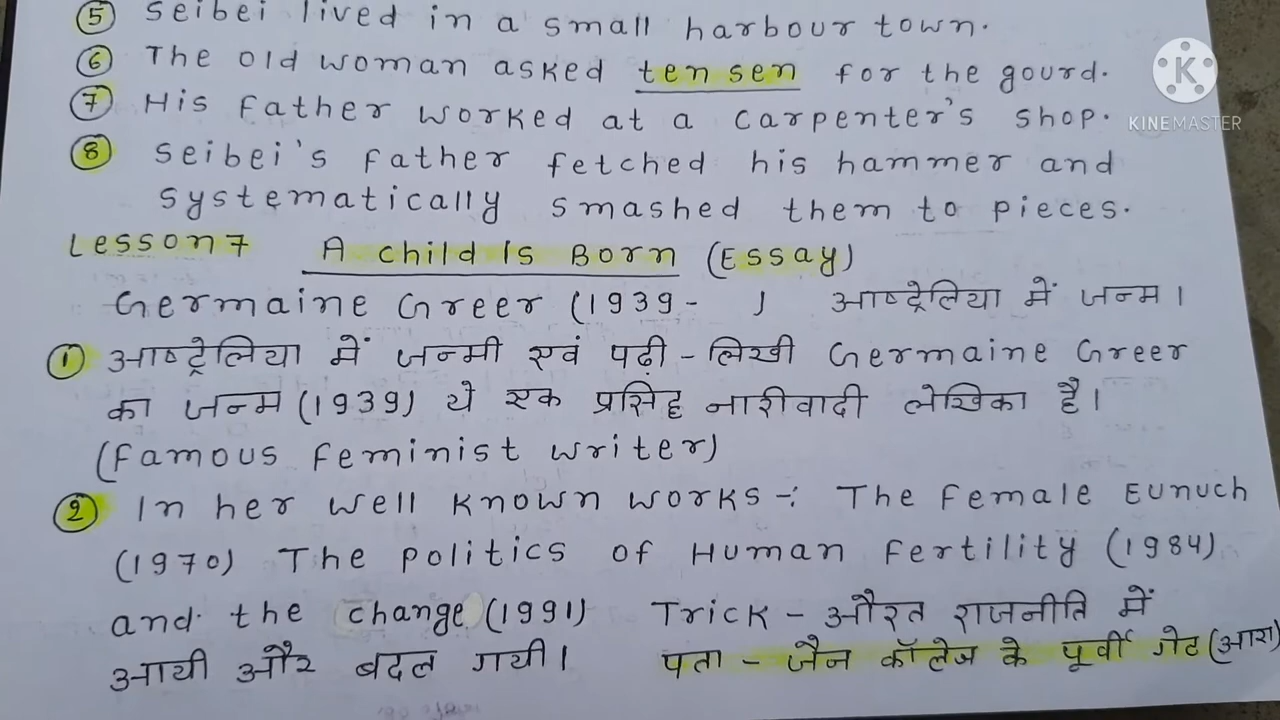 ⑤ Seibei lived in a small harbour town.
⑥ The old woman asked ten sen for the gourd.
⑦ His father worked at a carpenter's shop.
⑧ Seibei's father fetched his hammer and
systematically smashed them to pieces.
Lesson 7 A Child Is Born (Essay)
Germaine Greer (1939- ) आष्ट्रेलिया में जन्म।
① आष्ट्रेलिया में जन्मी एवं पढ़ी-लिखी Germaine Greer
का जन्म (1939) ये एक प्रसिद्ध नारीवादी लेखिका है।
(Famous Feminist writer)
② In her well known works -: The Female Eunuch
(1970) The Politics of Human Fertility (1984)
and the change (1991) Trick - औरत राजनीति में
आयी और बदल गयी। पता - जैन कॉलेज के पूर्वी गेट (आरा)
K
KINEMASTER